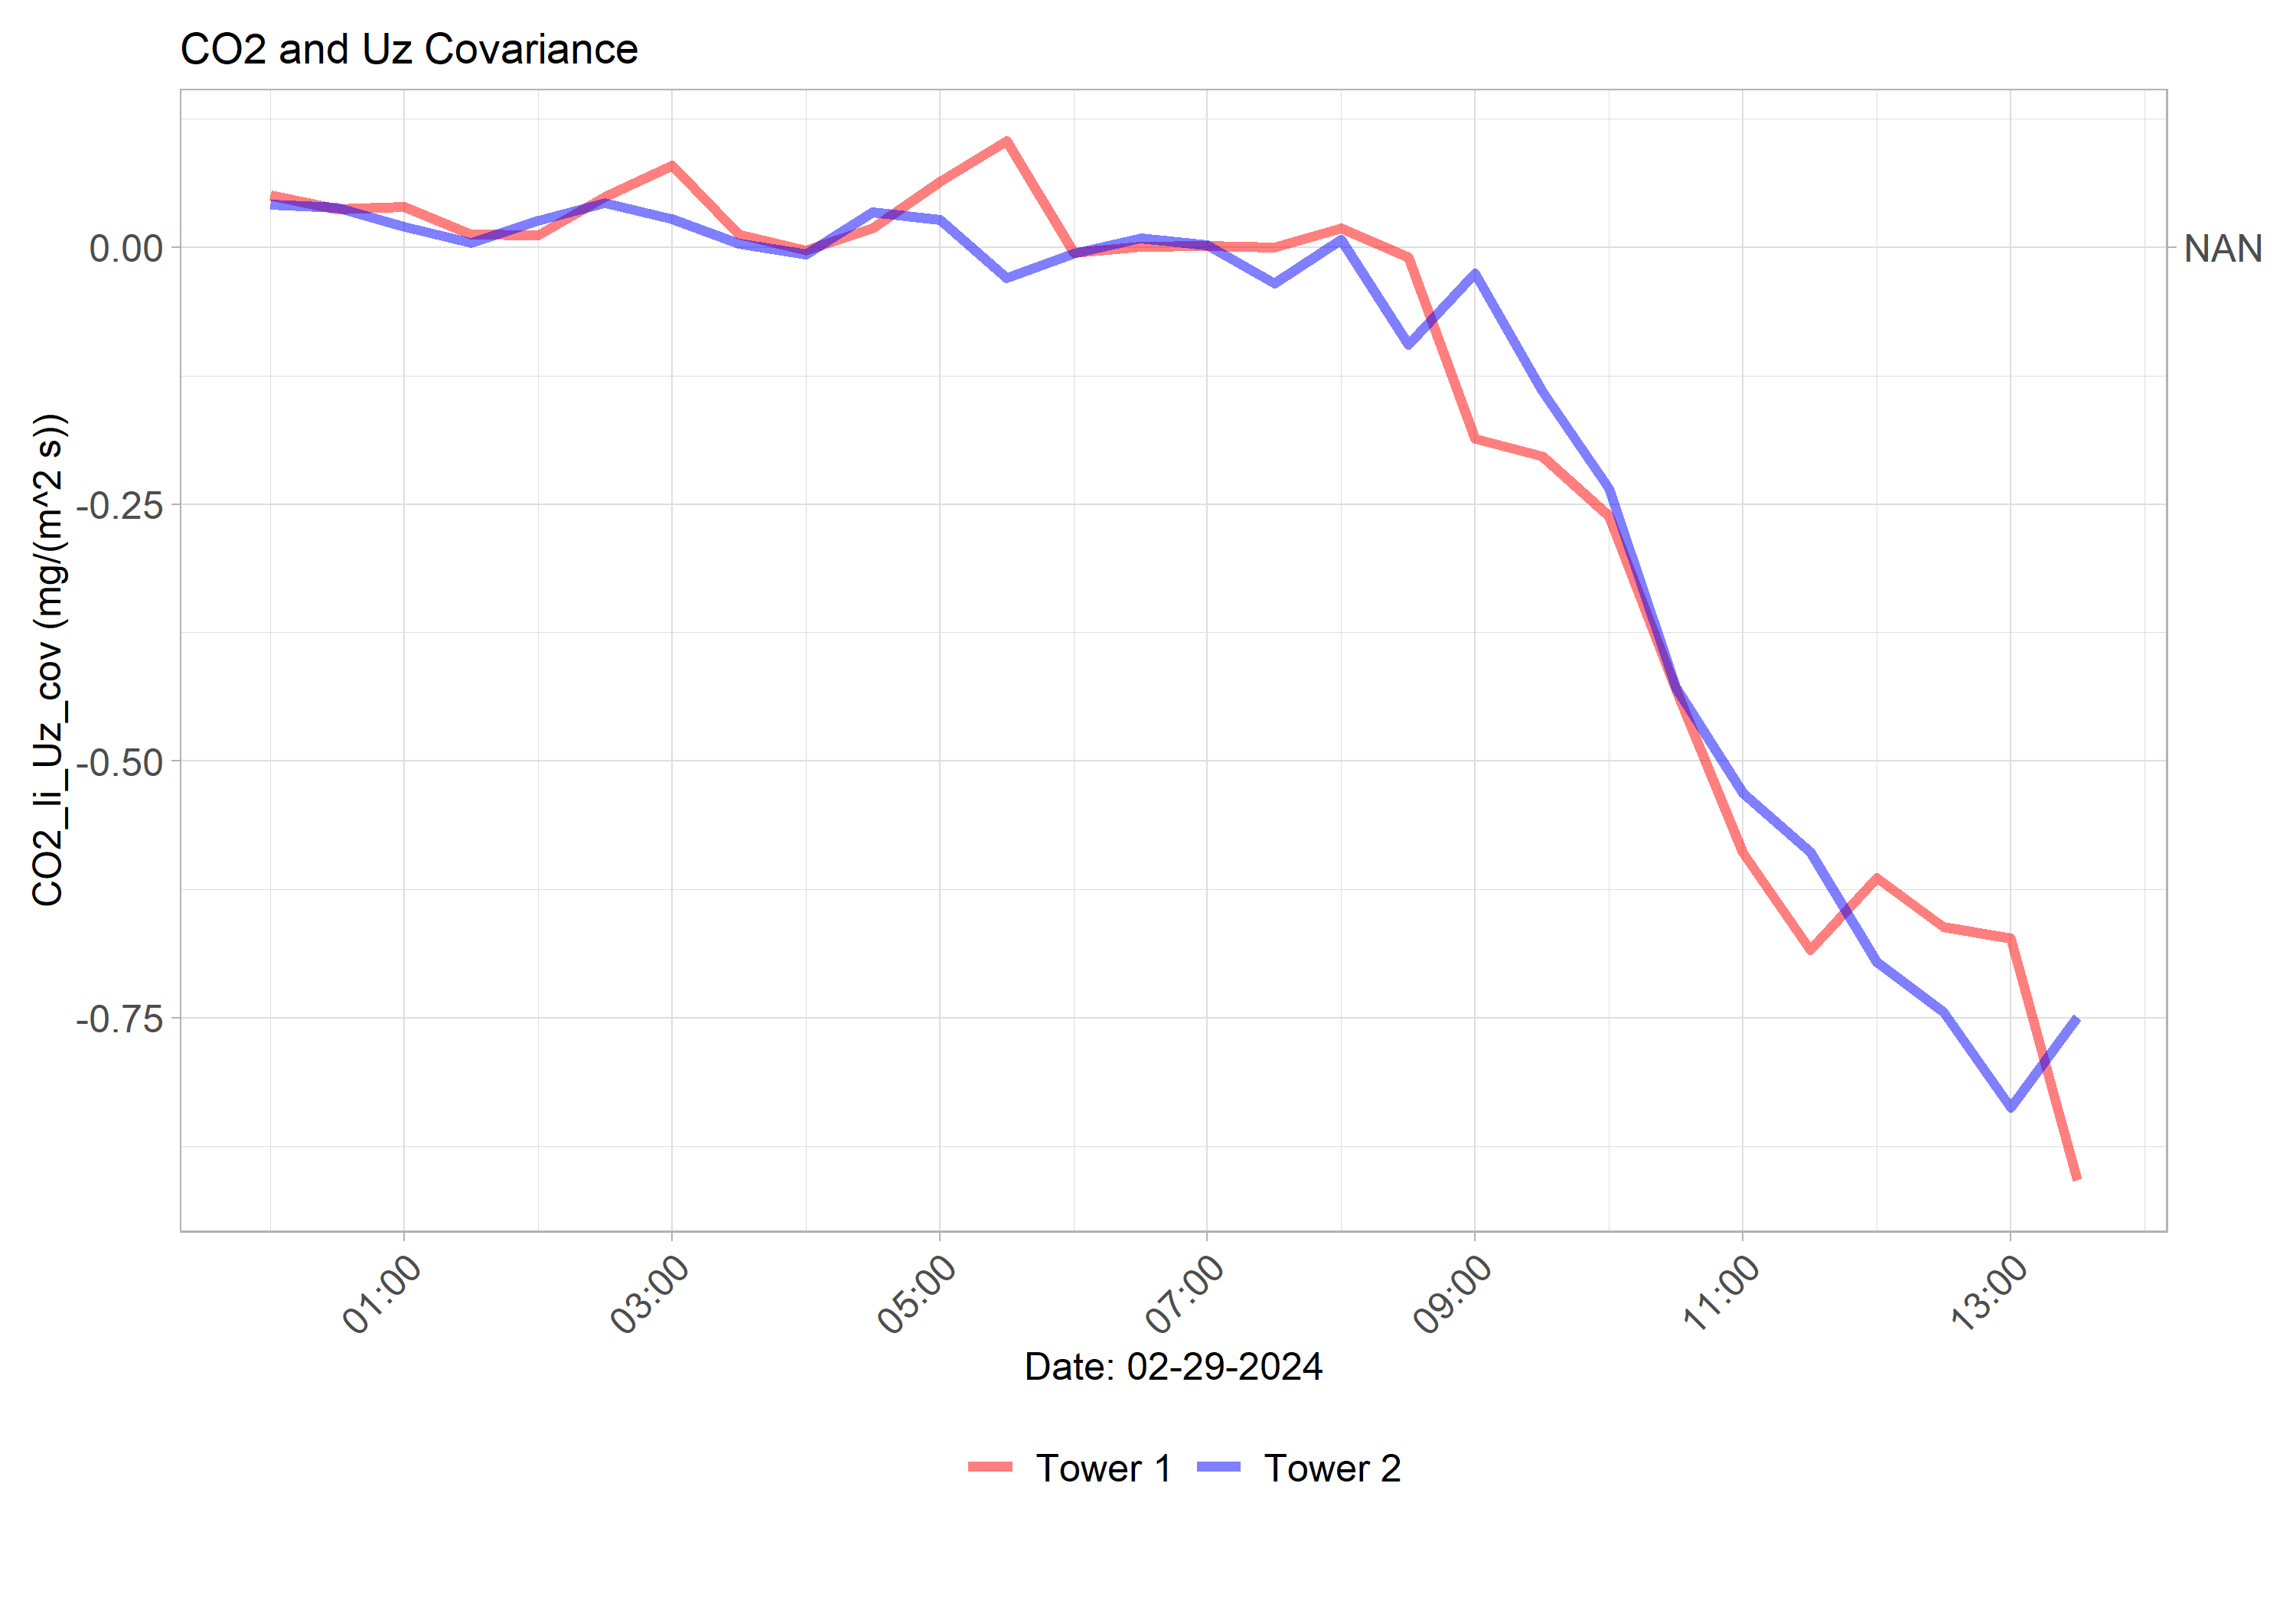 CO2 and Uz Covariance
CO2_li_Uz_cov (mg/(m^2 s))
0.00
-0.25
-0.50
-0.75
NAN
01:00
03:00
05:00
07:00
09:00
11:00
13:00
Date: 02-29-2024
Tower 1
Tower 2